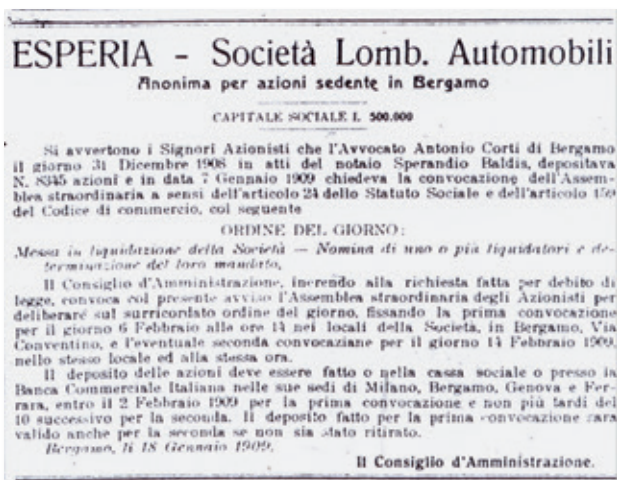 ESPERIA - Società Lomb. Automobili
Anonima per azioni sedente in Bergamo
CAPITALE SOCIALE L. 500.000
Si avvertono i Signori Azionisti che l'Avvocato Antonio Corti di Bergamo
il giorno 31 Dicembre 1908 in atti del notaio Sperandio Baldis, depositava
N. 8345 azioni e in data 7 Gennaio 1909 chiedeva la convocazione dell'Assem-
blea straordinaria a sensi dell'articolo 24 dello Statuto Sociale e dell'articolo 159
del Codice di commercio, col seguente
ORDINE DEL GIORNO:
Messa in liquidazione della Società — Nomina di uno o più liquidatori e de-
terminazione del loro mandato.
Il Consiglio d'Amministrazione, increndo alla richiesta fatta per debito di
legge, convoca col presente avviso l'Assemblea straordinaria degli Azionisti per
deliberare sul surricordato ordine del giorno, fissando la prima convocazione
per il giorno 6 Febbraio alle ore 14 nei locali della Società, in Bergamo, Via
Conventino, e l'eventuale seconda convocaziane per il giorno 14 Febbraio 1909,
nello stesso locale ed alla stessa ora.
Il deposito delle azioni deve essere fatto o nella cassa sociale o presso la
Banca Commerciale Italiana nelle sue sedi di Milano, Bergamo, Genova e Fer-
rara, entro il 2 Febbraio 1909 per la prima convocazione e non più tardi del
10 successivo per la seconda. Il deposito fatto per la prima convocazione sara
valido anche per la seconda se non sia stato ritirato.
Bergamo, li 18 Gennaio 1909.
Il Consiglio d'Amministrazione.